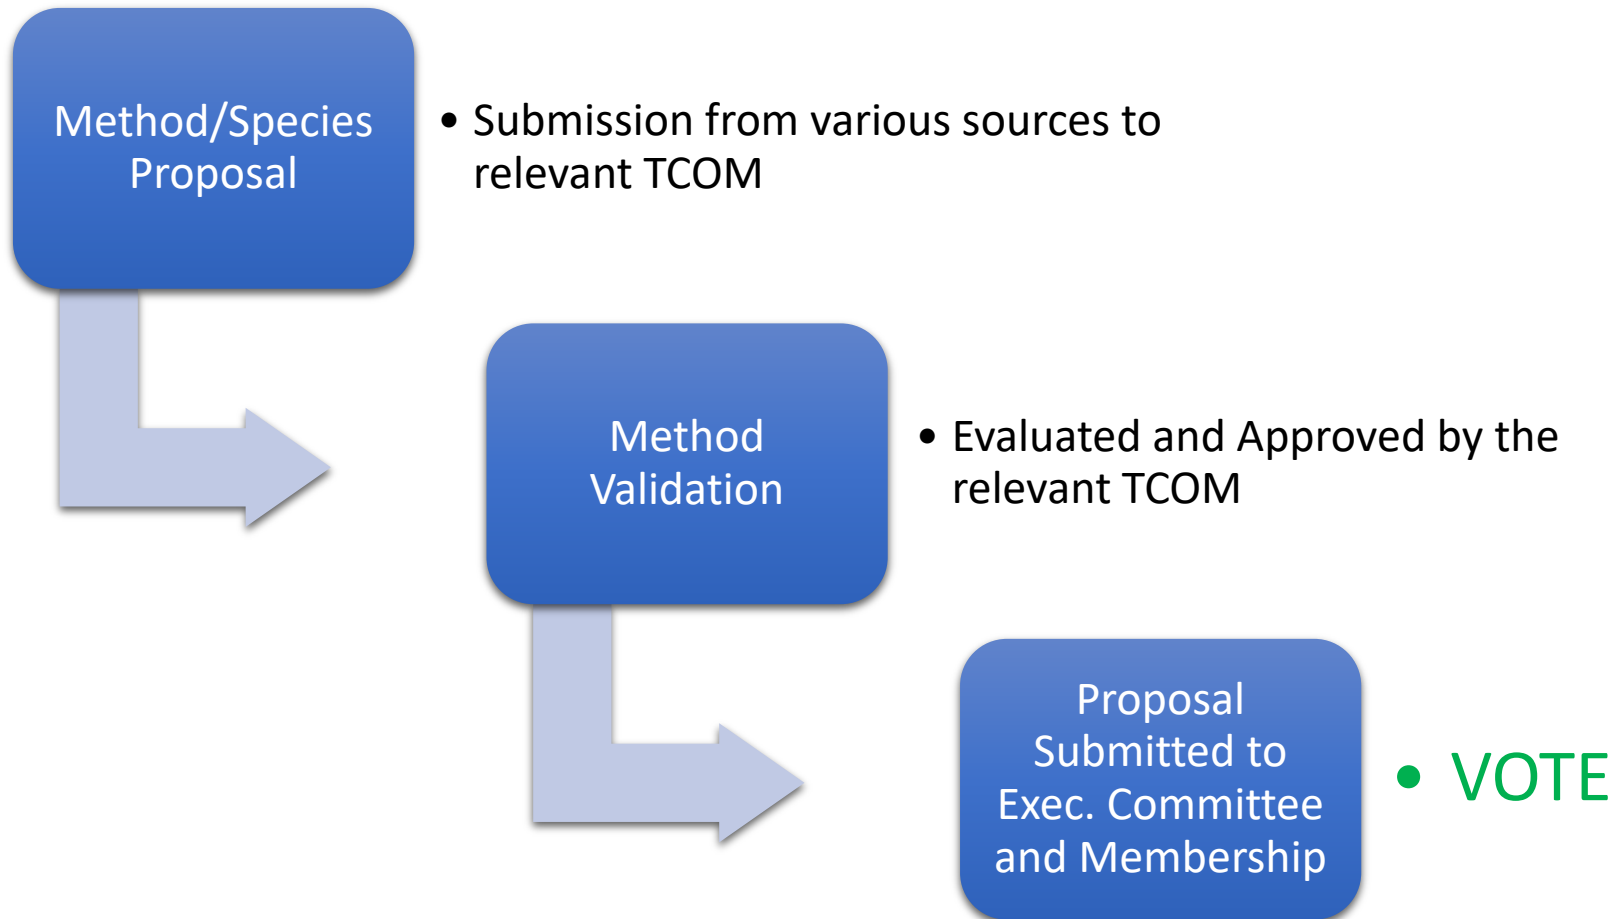 Method/Species
Proposal
• Submission from various sources to
relevant TCOM
Method
Validation
• Evaluated and Approved by the
relevant TCOM
Proposal
Submitted to
Exec. Committee
and Membership
• VOTE